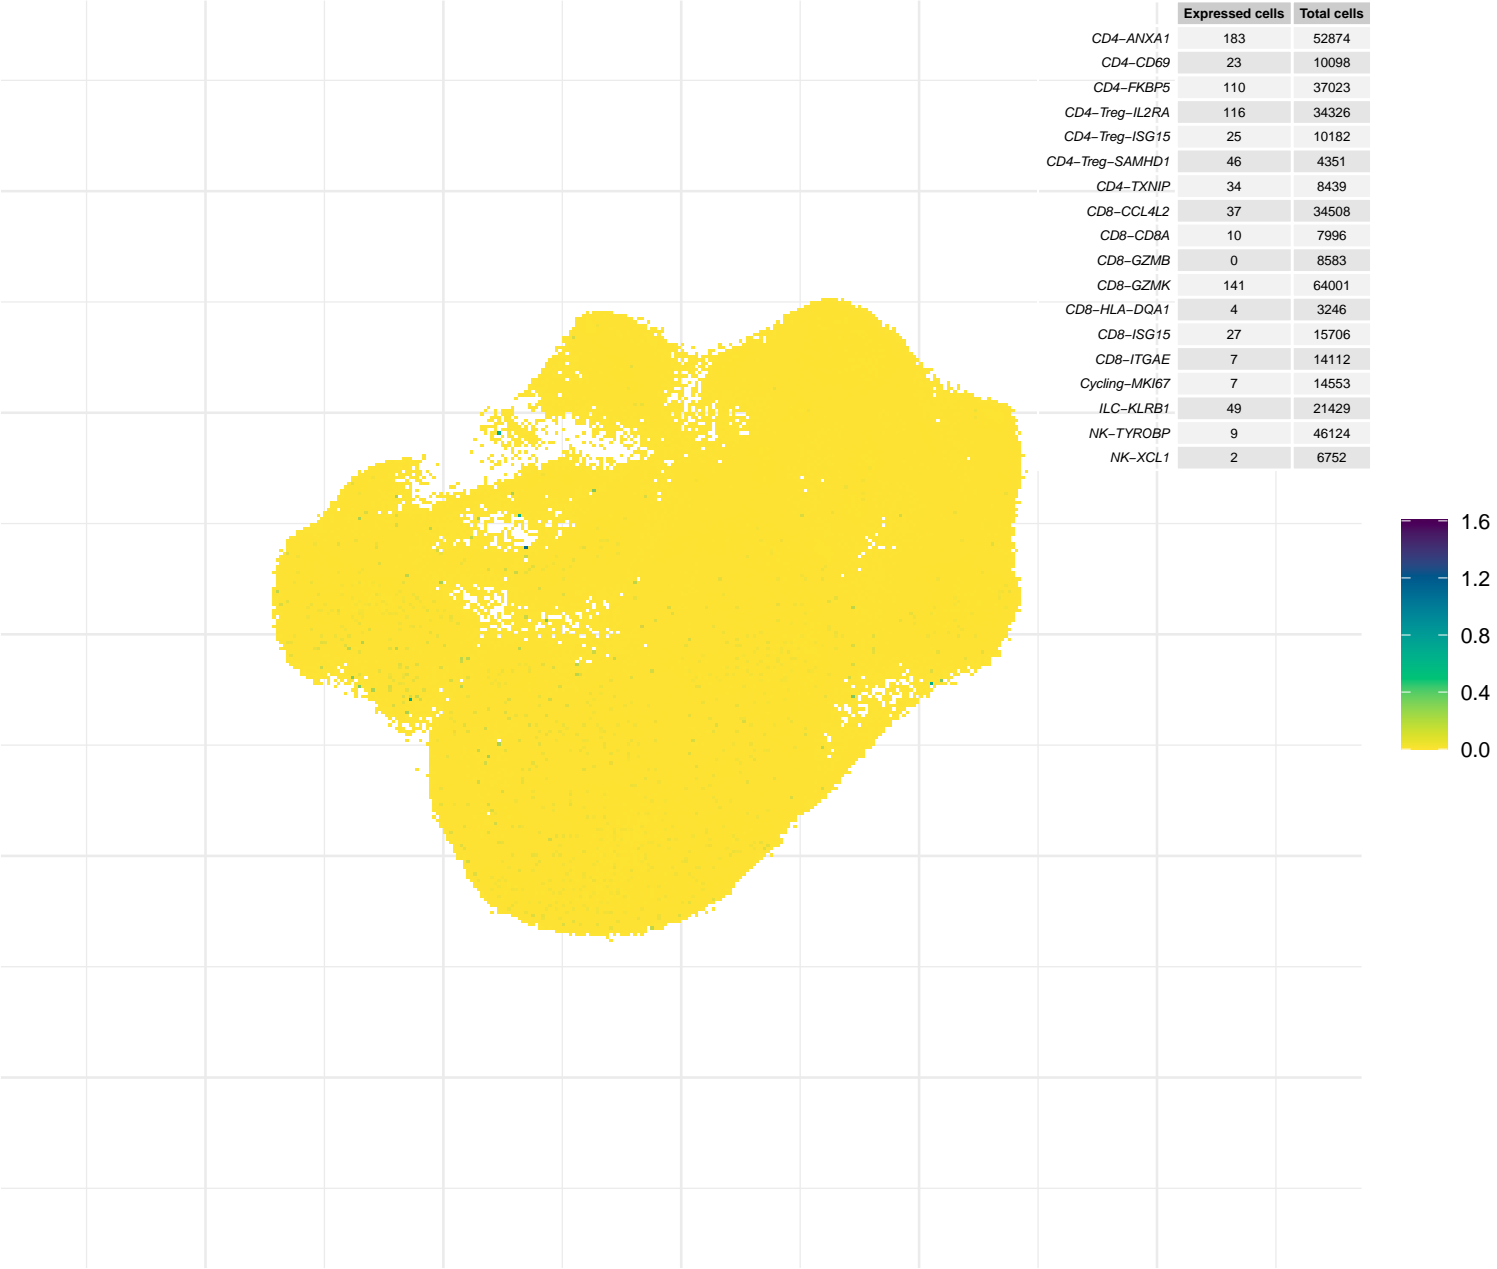 Expressed cells Total cells
CD4−ANXA1 183 52874
CD4−CD69 23 10098
CD4−FKBP5 110 37023
CD4−Treg−IL2RA 116 34326
CD4−Treg−ISG15 25 10182
CD4−Treg−SAMHD1 46 4351
CD4−TXNIP 34 8439
CD8−CCL4L2 37 34508
CD8−CD8A 10 7996
CD8−GZMB 0 8583
CD8−GZMK 141 64001
CD8−HLA−DQA1 4 3246
CD8−ISG15 27 15706
CD8−ITGAE 7 14112
Cycling−MKI67 7 14553
ILC−KLRB1 49 21429
NK−TYROBP 9 46124
NK−XCL1 2 6752
1.6
1.2
0.8
0.4
0.0